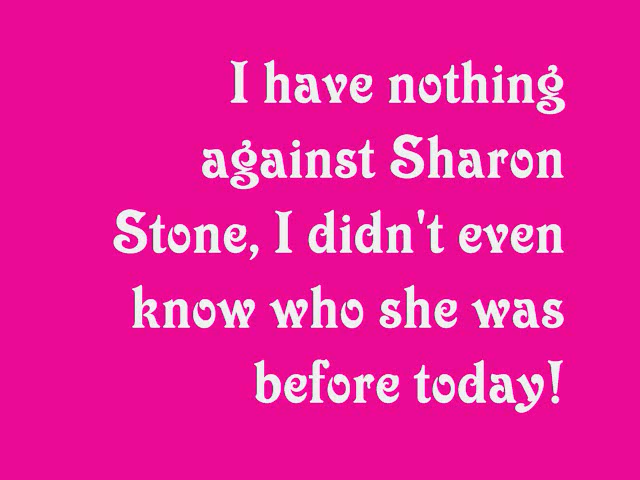 I have nothing
against Sharon
Stone, I didn't even
know who she was
before today!